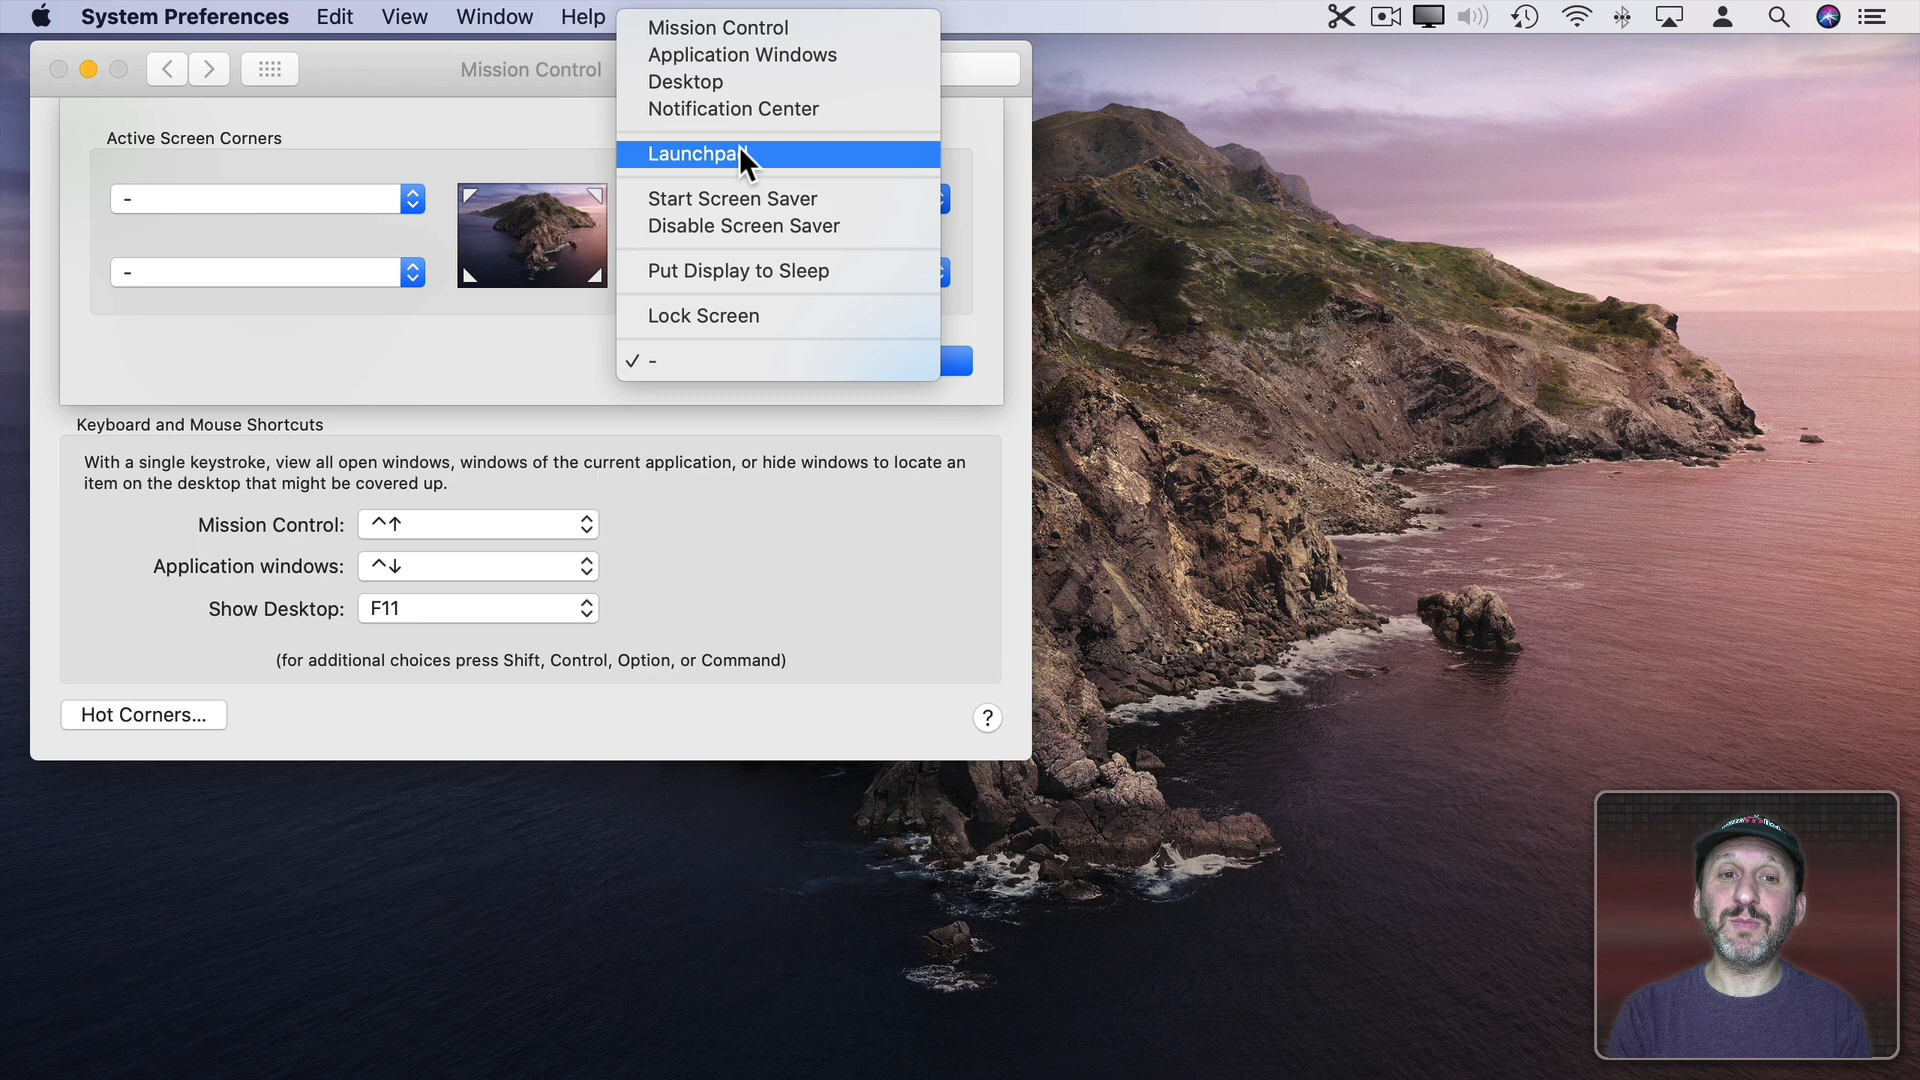 System Preferences Edit View Window Help
Mission Control
Mission Control
Application Windows
Desktop
Notification Center
Launchpad
Start Screen Saver
Disable Screen Saver
Put Display to Sleep
Lock Screen
✓ -
Active Screen Corners
-
-
Keyboard and Mouse Shortcuts
With a single keystroke, view all open windows, windows of the current application, or hide windows to locate an
item on the desktop that might be covered up.
Mission Control: ^↑
Application windows: ^↓
Show Desktop: F11
(for additional choices press Shift, Control, Option, or Command)
Hot Corners...
?